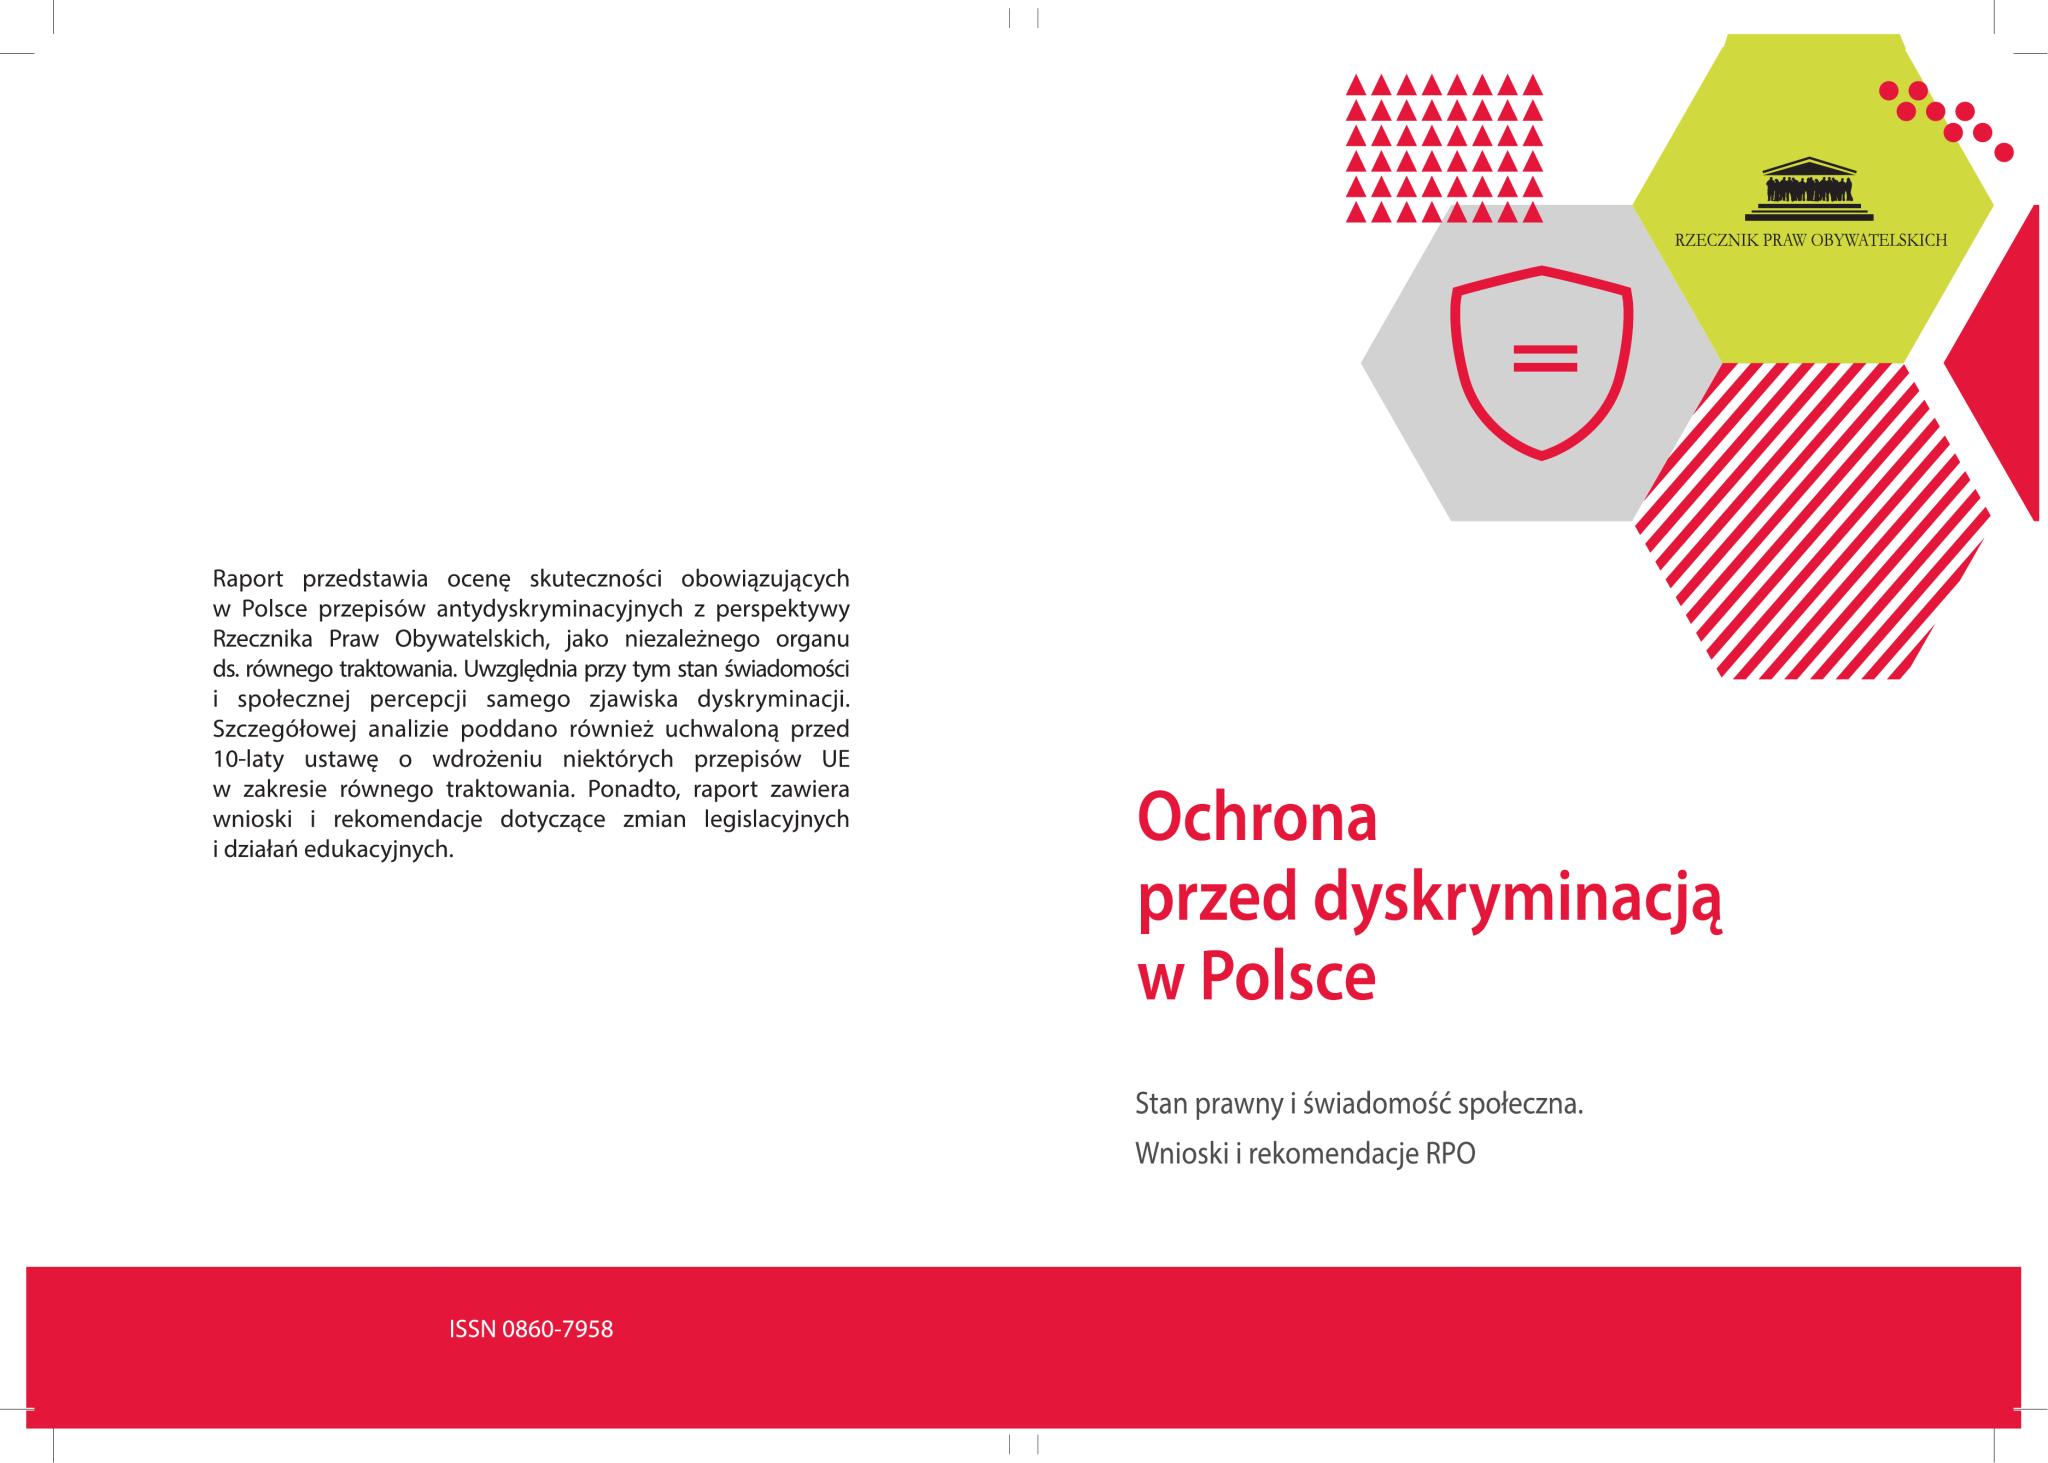 Raport przedstawia ocenę skuteczności obowiązujących
w Polsce przepisów antydyskryminacyjnych z perspektywy
Rzecznika Praw Obywatelskich, jako niezależnego organu
ds. równego traktowania. Uwzględnia przy tym stan świadomości
i społecznej percepcji samego zjawiska dyskryminacji.
Szczegółowej analizie poddano również uchwaloną przed
10-laty ustawę o wdrożeniu niektórych przepisów UE
w zakresie równego traktowania. Ponadto, raport zawiera
wnioski i rekomendacje dotyczące zmian legislacyjnych
i działań edukacyjnych.
ISSN 0860-7958
RZECZNIK PRAW OBYWATELSKICH
Ochrona
przed dyskryminacją
w Polsce
Stan prawny i świadomość społeczna.
Wnioski i rekomendacje RPO